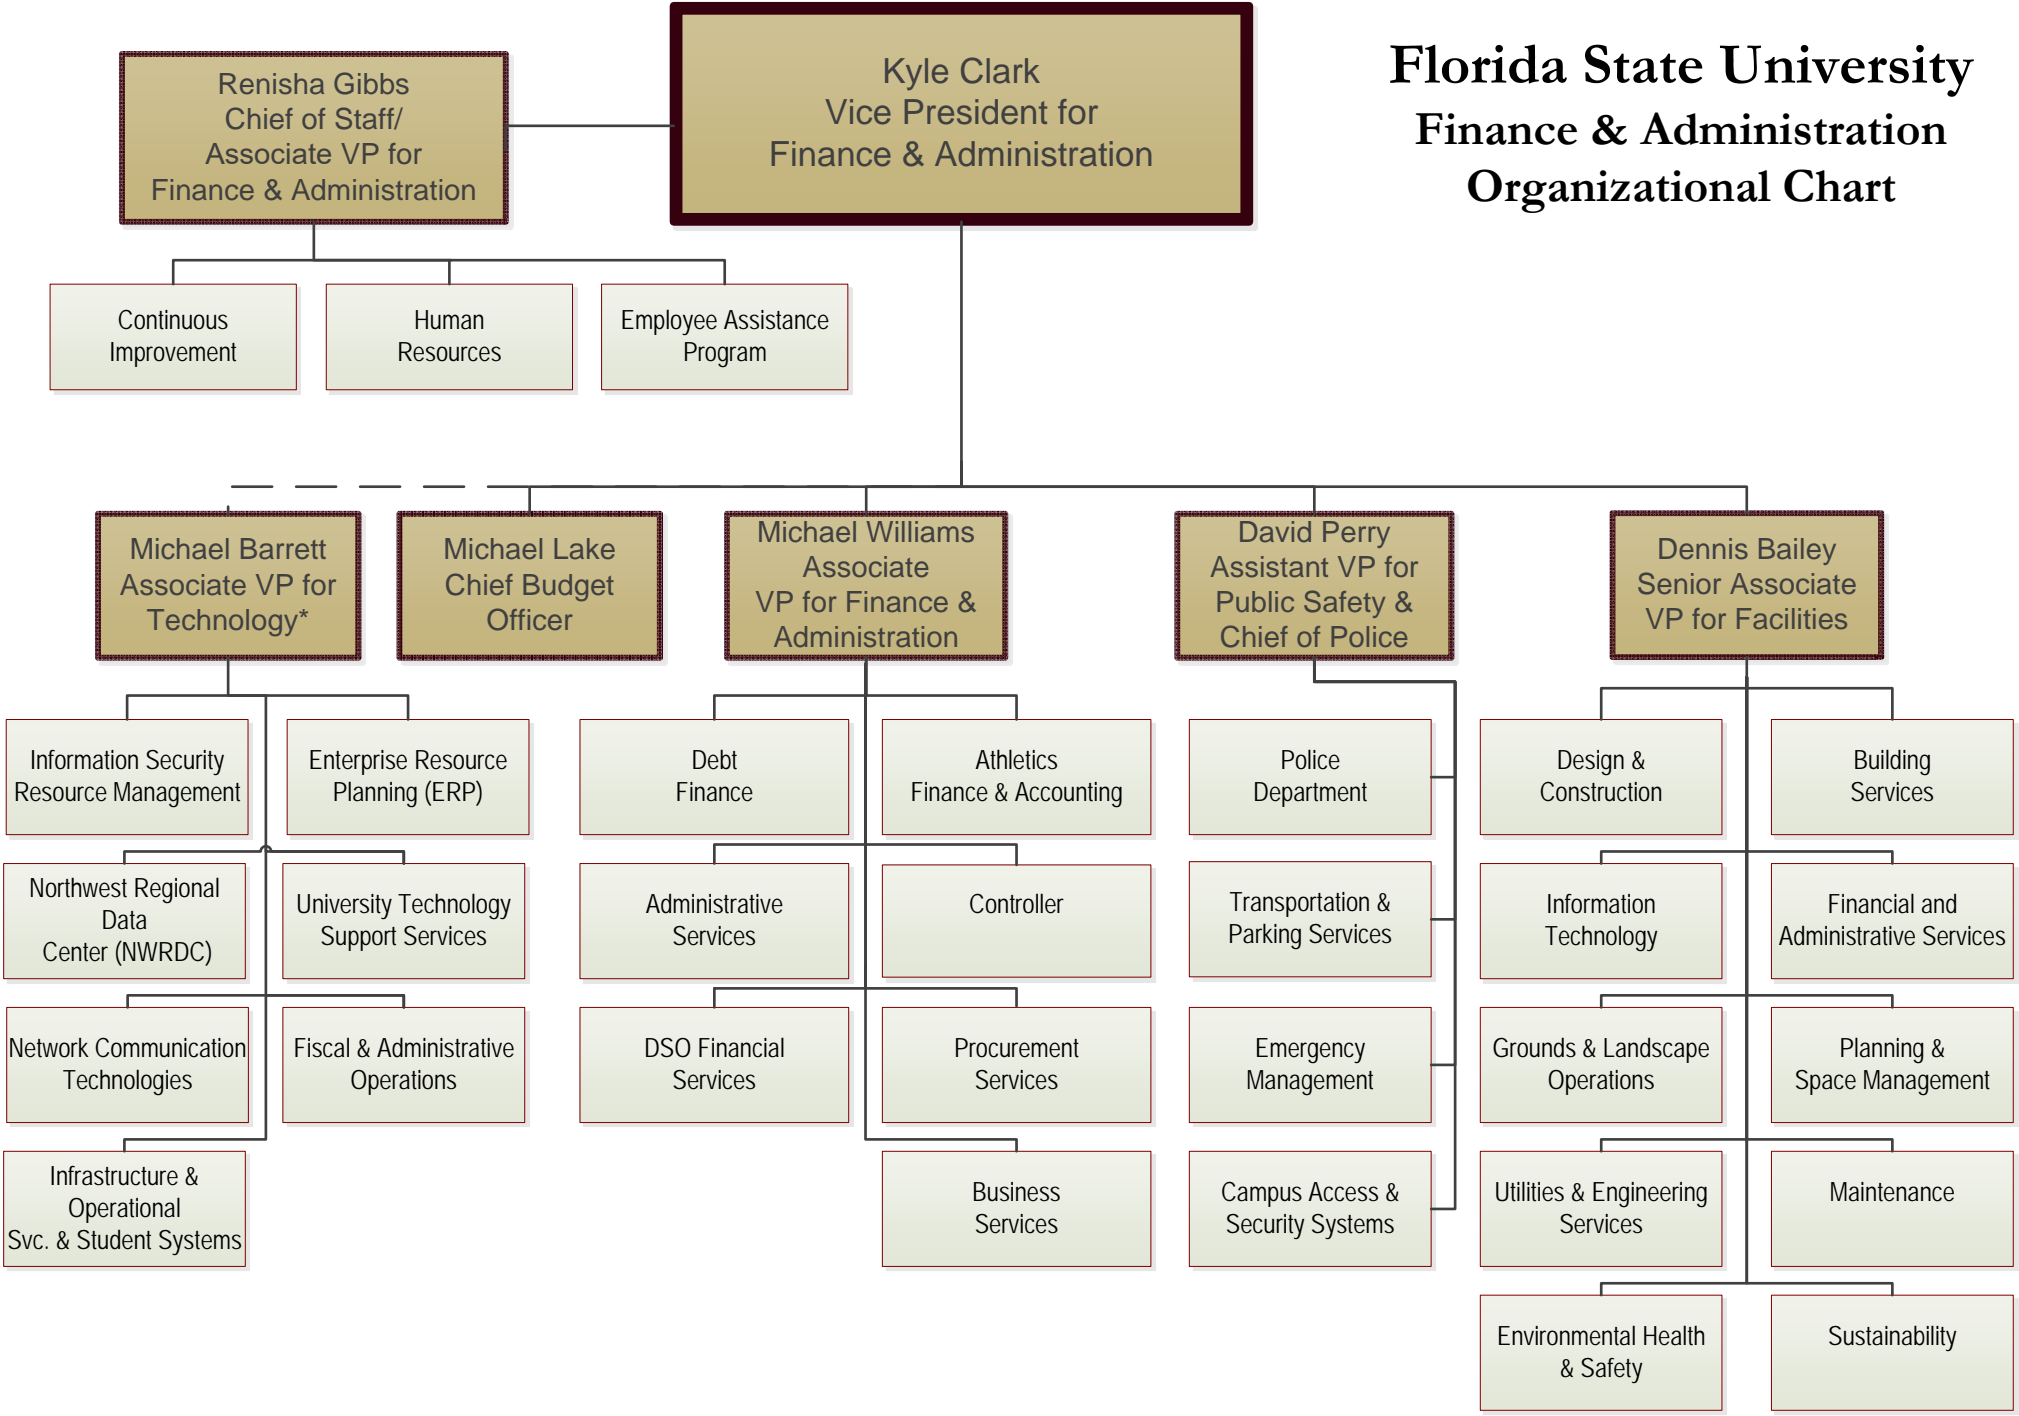 Florida State University
Finance & Administration
Organizational Chart
Kyle Clark
Vice President for
Finance & Administration
Renisha Gibbs
Chief of Staff/
Associate VP for
Finance & Administration
Continuous
Improvement
Human
Resources
Employee Assistance
Program
Michael Barrett
Associate VP for
Technology*
Michael Lake
Chief Budget
Officer
Michael Williams
Associate
VP for Finance &
Administration
David Perry
Assistant VP for
Public Safety &
Chief of Police
Dennis Bailey
Senior Associate
VP for Facilities
Information Security
Resource Management
Enterprise Resource
Planning (ERP)
Northwest Regional
Data
Center (NWRDC)
University Technology
Support Services
Network Communication
Technologies
Fiscal & Administrative
Operations
Infrastructure &
Operational
Svc. & Student Systems
Debt
Finance
Athletics
Finance & Accounting
Administrative
Services
Controller
DSO Financial
Services
Procurement
Services
Business
Services
Police
Department
Transportation &
Parking Services
Emergency
Management
Campus Access &
Security Systems
Design &
Construction
Building
Services
Information
Technology
Financial and
Administrative Services
Grounds & Landscape
Operations
Planning &
Space Management
Utilities & Engineering
Services
Maintenance
Environmental Health
& Safety
Sustainability